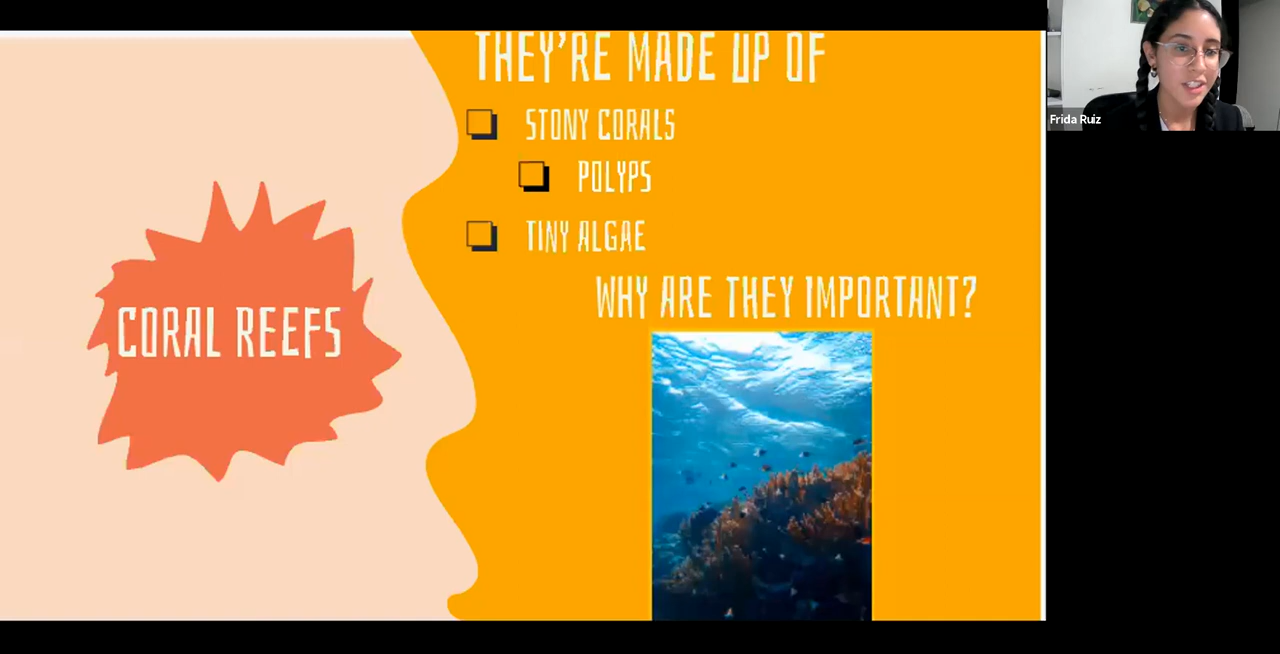 THEY'RE MADE UP OF
STONY CORALS
POLYPS
TINY ALGAE
WHY ARE THEY IMPORTANT?
CORAL REEFS
Frida Ruiz